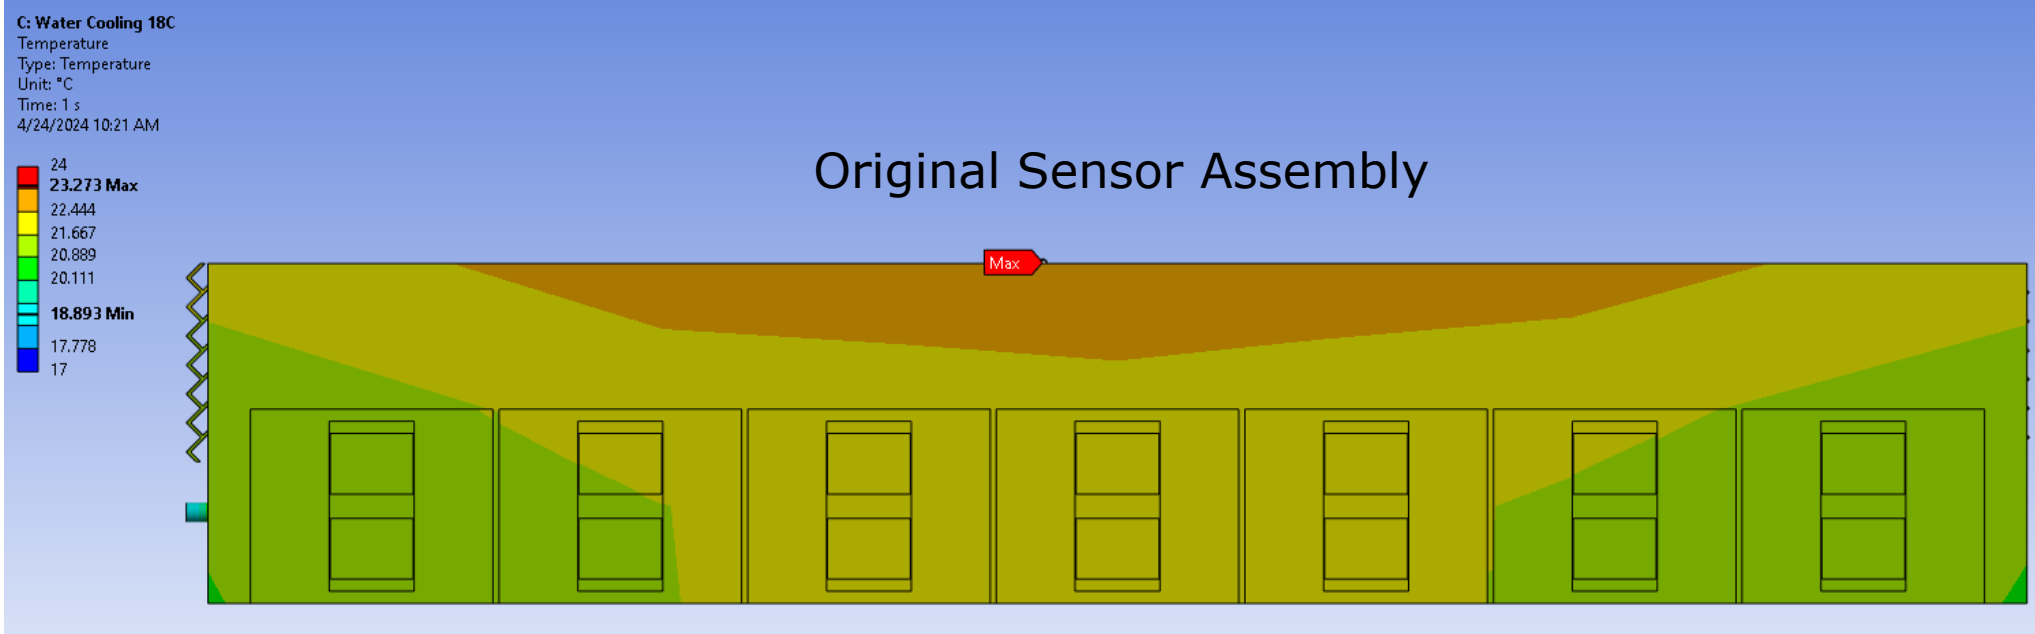 C: Water Cooling 18C
Temperature
Type: Temperature
Unit: °C
Time: 1 s
4/24/2024 10:21 AM
24
23.273 Max
22.444
21.667
20.889
20.111
18.893 Min
17.778
17
Original Sensor Assembly
Max